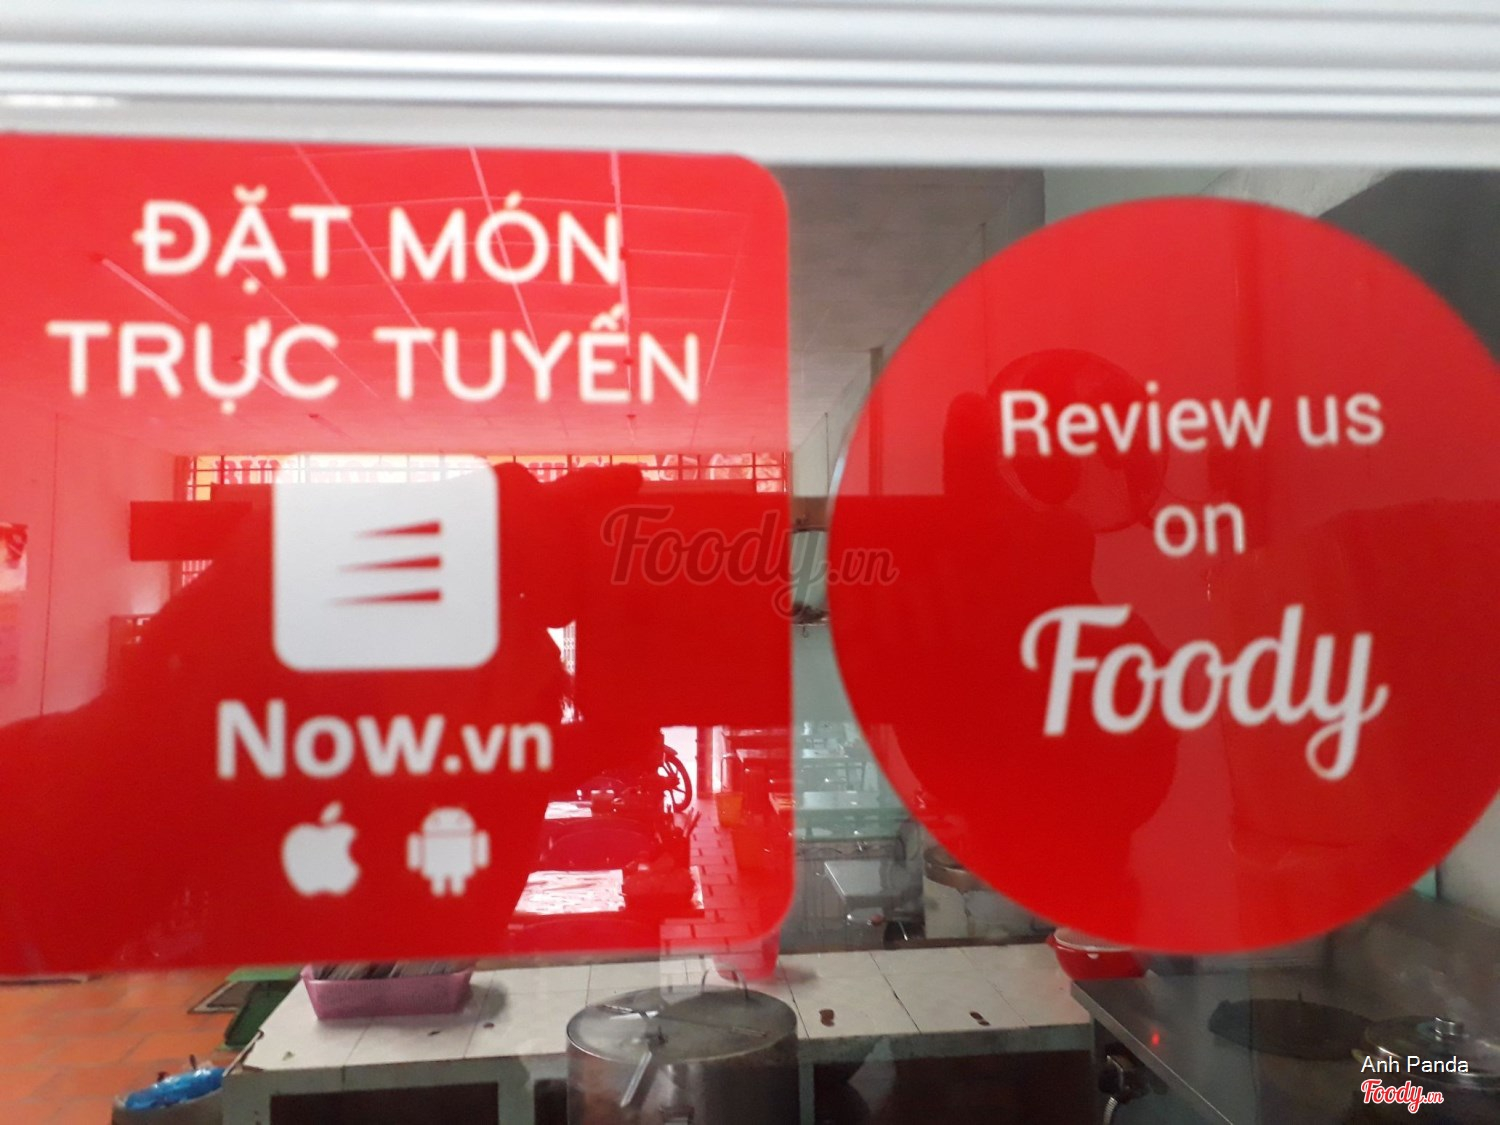 ĐẶT MÓN
TRỰC TUYẾN
Now.vn
Review us
on
Foody
Foody.vn
Anh Panda
Foody.vn